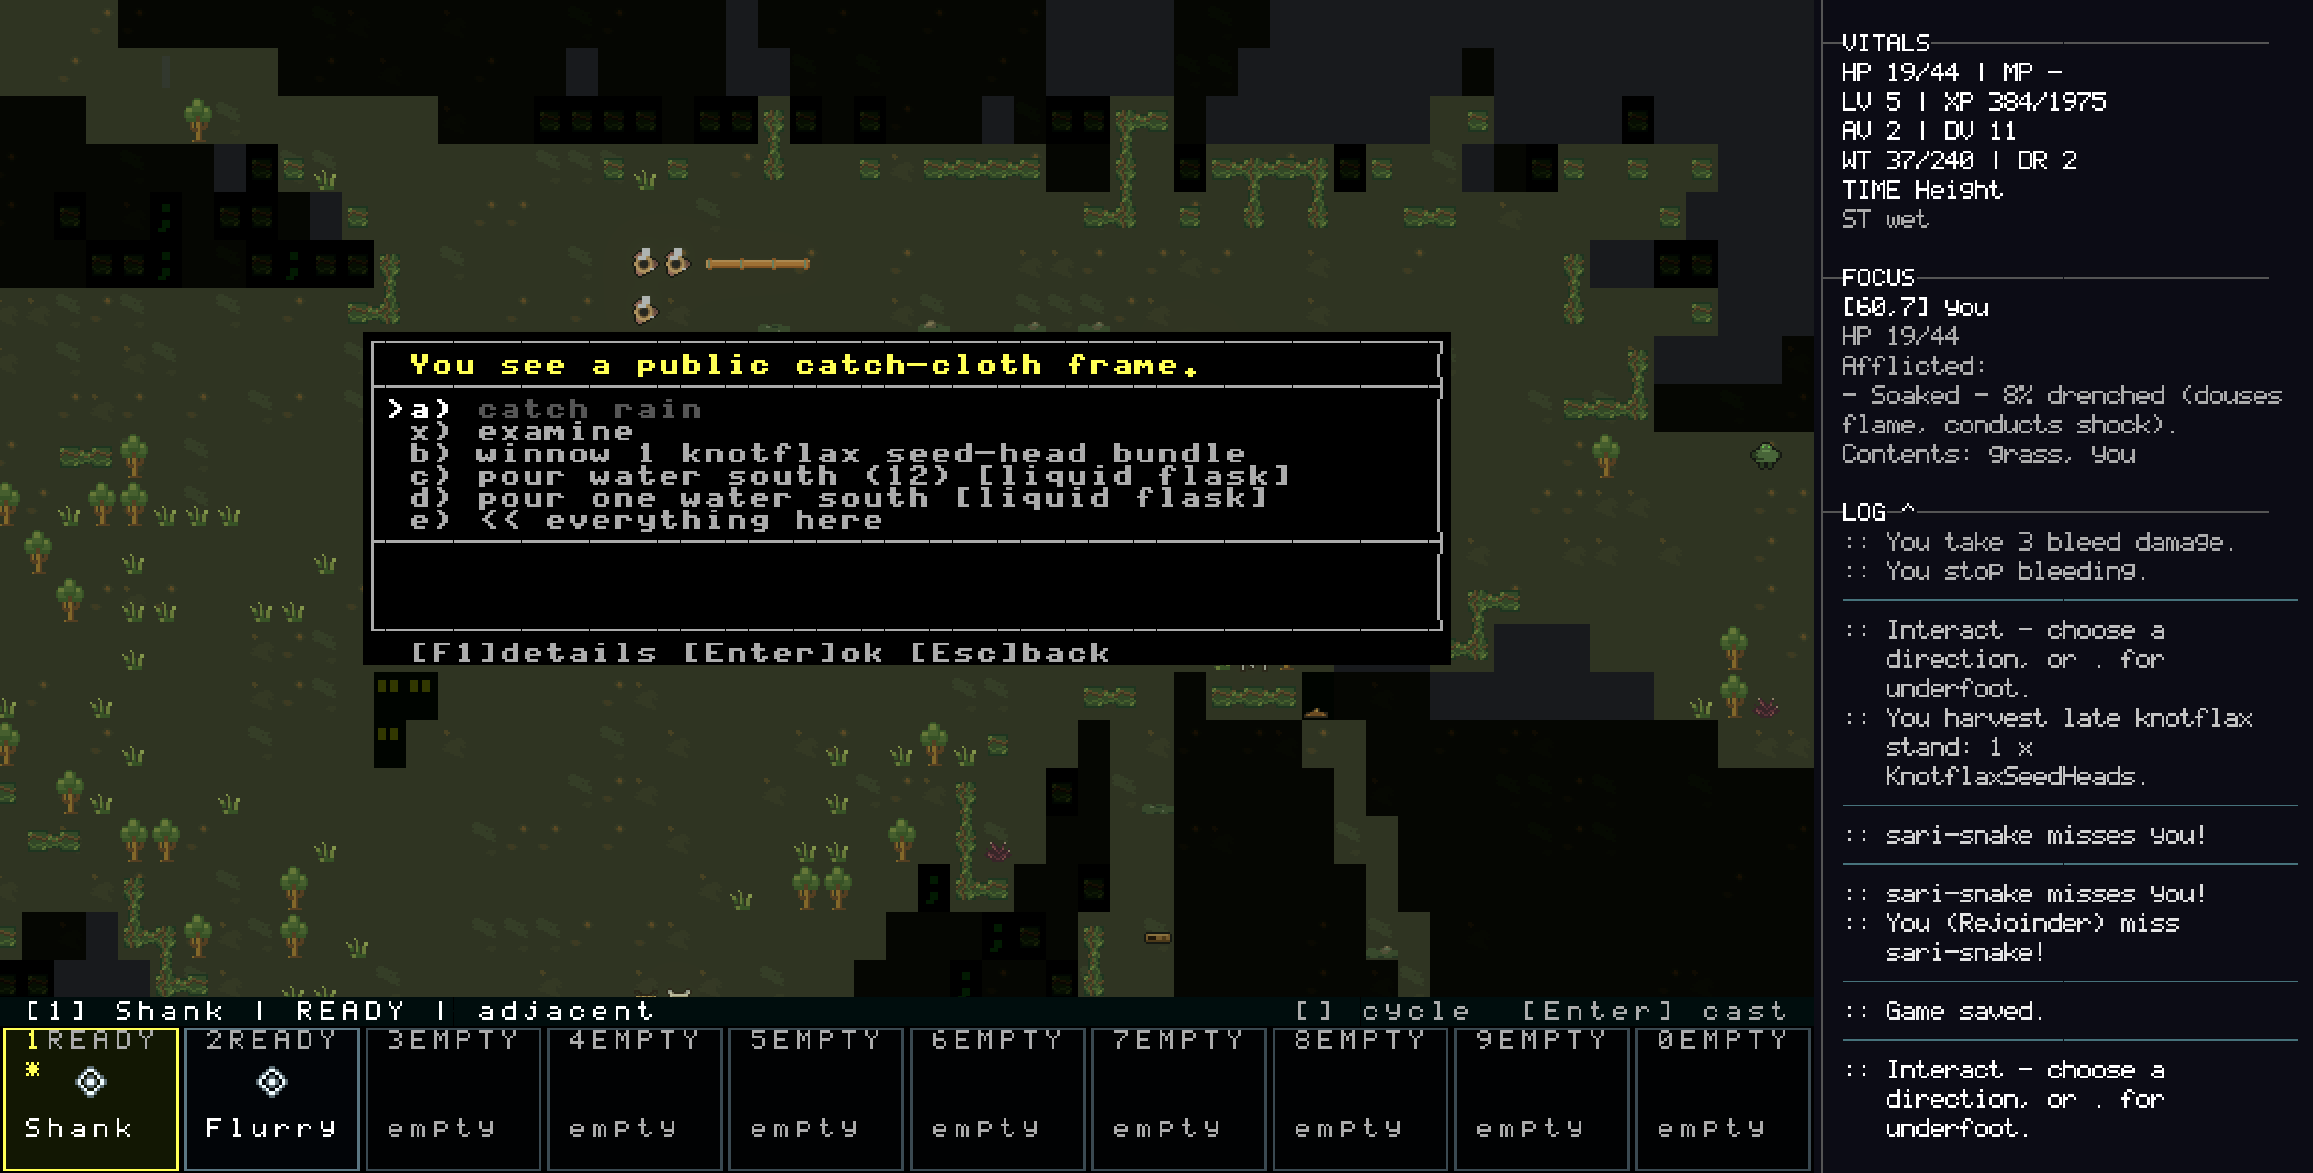 You see a public catch-cloth frame.
>a) catch rain
x) examine
b) winnow 1 knotflax seed-head bundle
c) pour water south (12) [liquid flask]
d) pour one water south [liquid flask]
e) << everything here
[F1]details [Enter]ok [Esc]back
[1] Shank | READY | adjacent
[] cycle [Enter] cast
1READY
*
Shank
2READY
Flurry
3EMPTY
empty
4EMPTY
empty
5EMPTY
empty
6EMPTY
empty
7EMPTY
empty
8EMPTY
empty
9EMPTY
empty
0EMPTY
empty
VITALS
HP 19/44 | MP -
LV 5 | XP 384/1975
AV 2 | DV 11
WT 37/240 | DR 2
TIME Height
ST wet
FOCUS
[60,7] You
HP 19/44
Afflicted:
- Soaked - 8% drenched (douses
flame, conducts shock).
Contents: grass, You
LOG ^
:: You take 3 bleed damage.
:: You stop bleeding.
:: Interact - choose a
direction, or . for
underfoot.
:: You harvest late knotflax
stand: 1 x
KnotflaxSeedHeads.
:: sari-snake misses You!
:: sari-snake misses You!
:: You (Rejoinder) miss
sari-snake!
:: Game saved.
:: Interact - choose a
direction, or . for
underfoot.